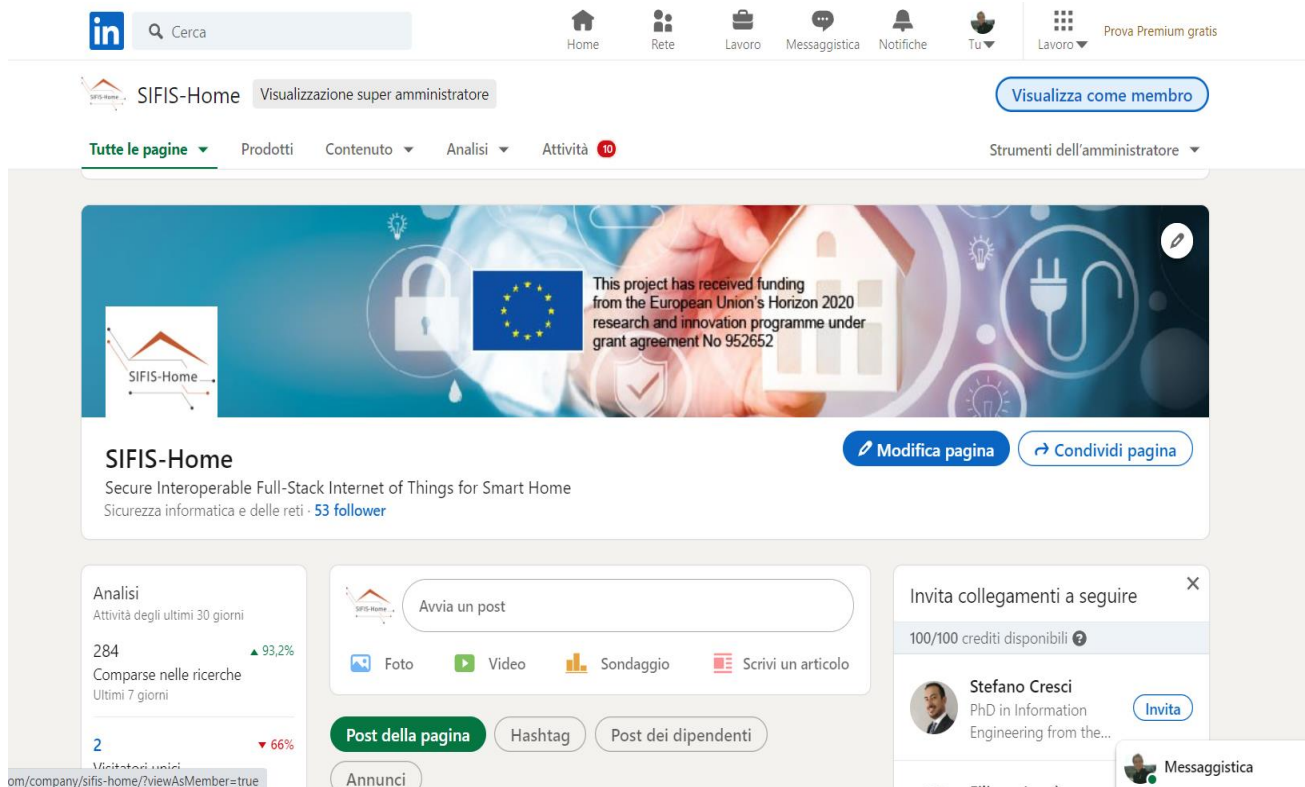 in
Cerca
Home
Rete
Lavoro
Messaggistica
Notifiche
Tu
Lavoro
Prova Premium gratis
SIFIS-Home
SIFIS-Home
Visualizzazione super amministratore
Visualizza come membro
Tutte le pagine
Prodotti
Contenuto
Analisi
Attività 10
Strumenti dell'amministratore
This project has received funding
from the European Union's Horizon 2020
research and innovation programme under
grant agreement No 952652
SIFIS-Home
SIFIS-Home
Modifica pagina
Condividi pagina
Secure Interoperable Full-Stack Internet of Things for Smart Home
Sicurezza informatica e delle reti · 53 follower
Analisi
Attività degli ultimi 30 giorni
284 ▲ 93,2%
Comparse nelle ricerche
Ultimi 7 giorni
2 ▼ 66%
Visitatori unici
om/company/sifis-home/?viewAsMember=true
SIFIS-Home
Avvia un post
Foto
Video
Sondaggio
Scrivi un articolo
Post della pagina
Hashtag
Post dei dipendenti
Annunci
Invita collegamenti a seguire
100/100 crediti disponibili
Stefano Cresci
PhD in Information
Engineering from the...
Invita
Messaggistica